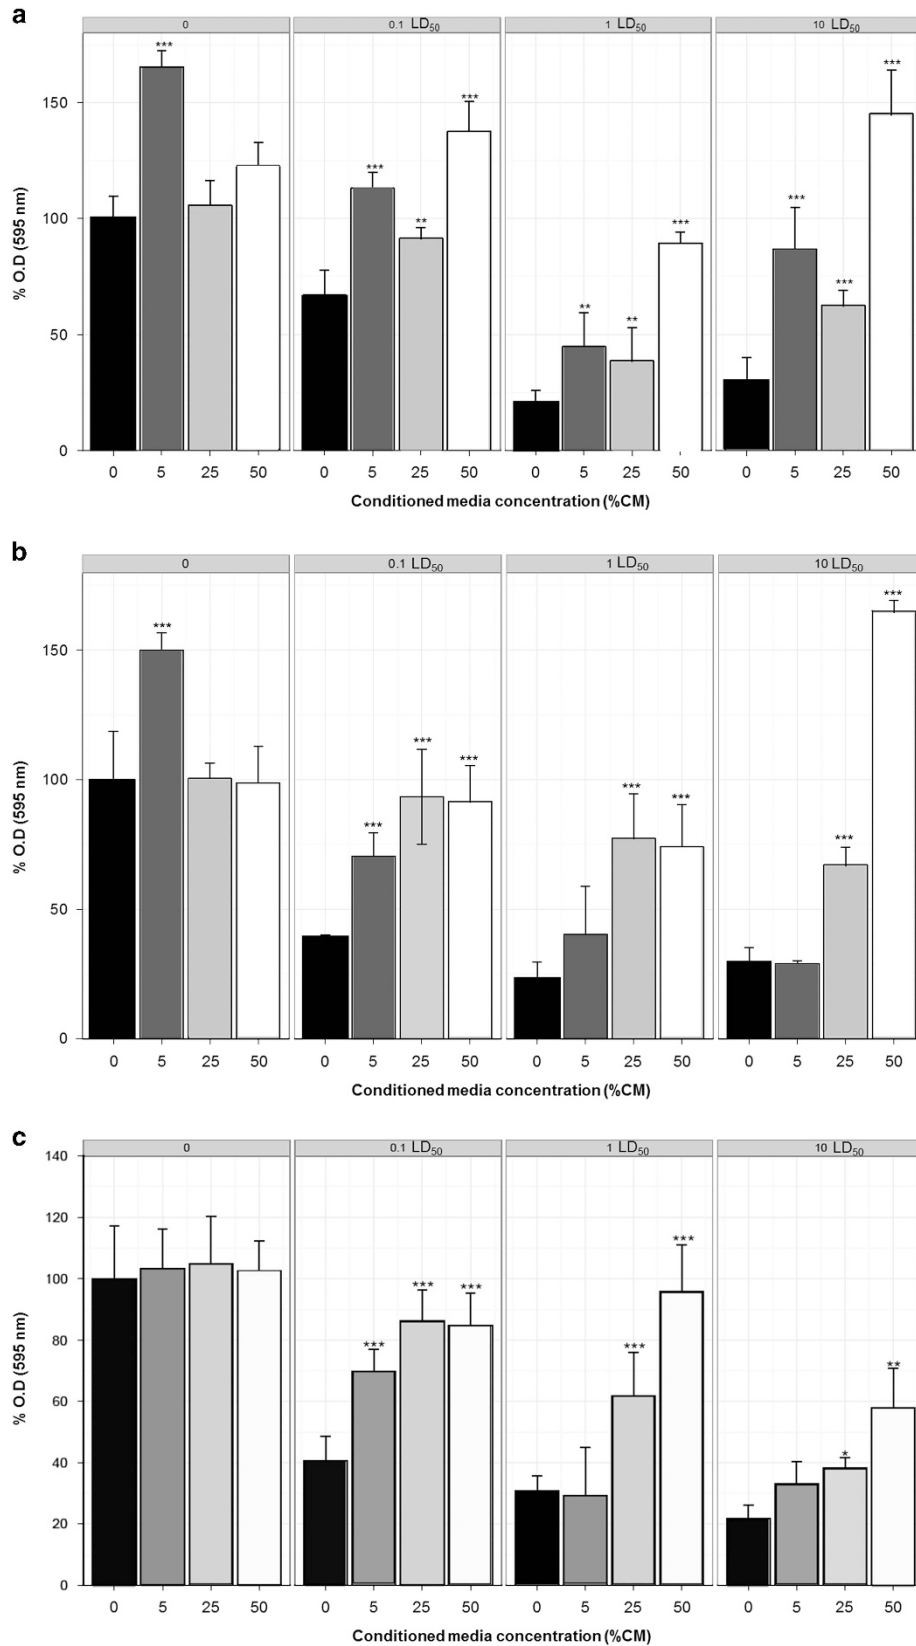 a
0 0.1 LD50 1 LD50 10 LD50
*** *** *** ** *** ** ** *** *** *** ***
150
100
50
0
% O.D (595 nm)
0 5 25 50 0 5 25 50 0 5 25 50 0 5 25 50
Conditioned media concentration (%CM)
b
0 0.1 LD50 1 LD50 10 LD50
*** *** *** *** *** *** *** ***
150
100
50
0
% O.D (595 nm)
0 5 25 50 0 5 25 50 0 5 25 50 0 5 25 50
Conditioned media concentration (%CM)
c
0 0.1 LD50 1 LD50 10 LD50
*** *** *** *** *** * **
140
120
100
80
60
40
20
0
% O.D (595 nm)
0 5 25 50 0 5 25 50 0 5 25 50 0 5 25 50
Conditioned media concentration (%CM)